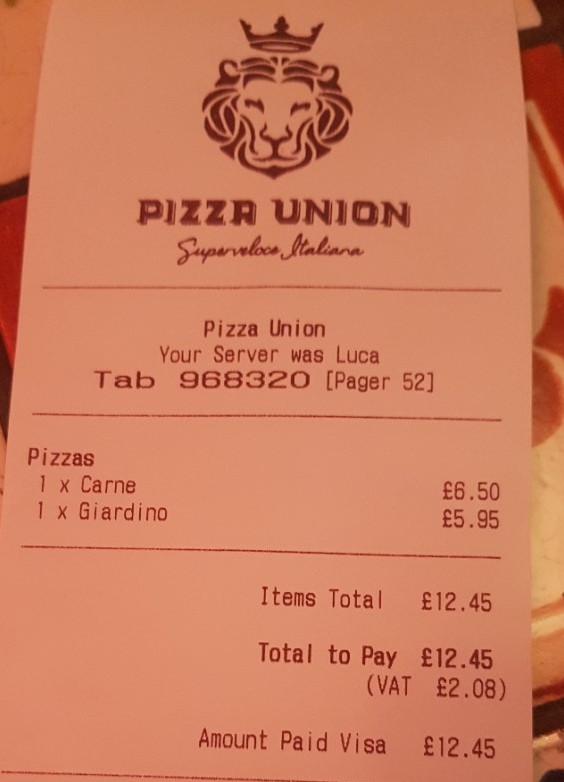 PIZZA UNION
Superveloce Italiana
Pizza Union
Your Server was Luca
Tab 968320 [Pager 52]
Pizzas
1 x Carne £6.50
1 x Giardino £5.95
Items Total £12.45
Total to Pay £12.45
(VAT £2.08)
Amount Paid Visa £12.45